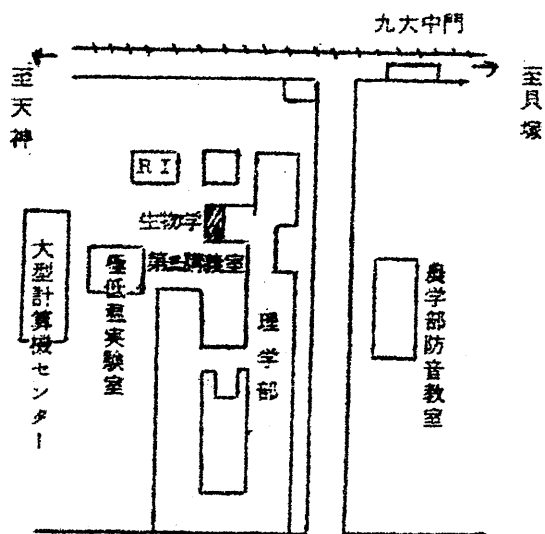 九大中門
至天神
至貝塚
RI
生物学
第三講教室
大型計算機センター
極低温実験室
理学部
農学部防音教室